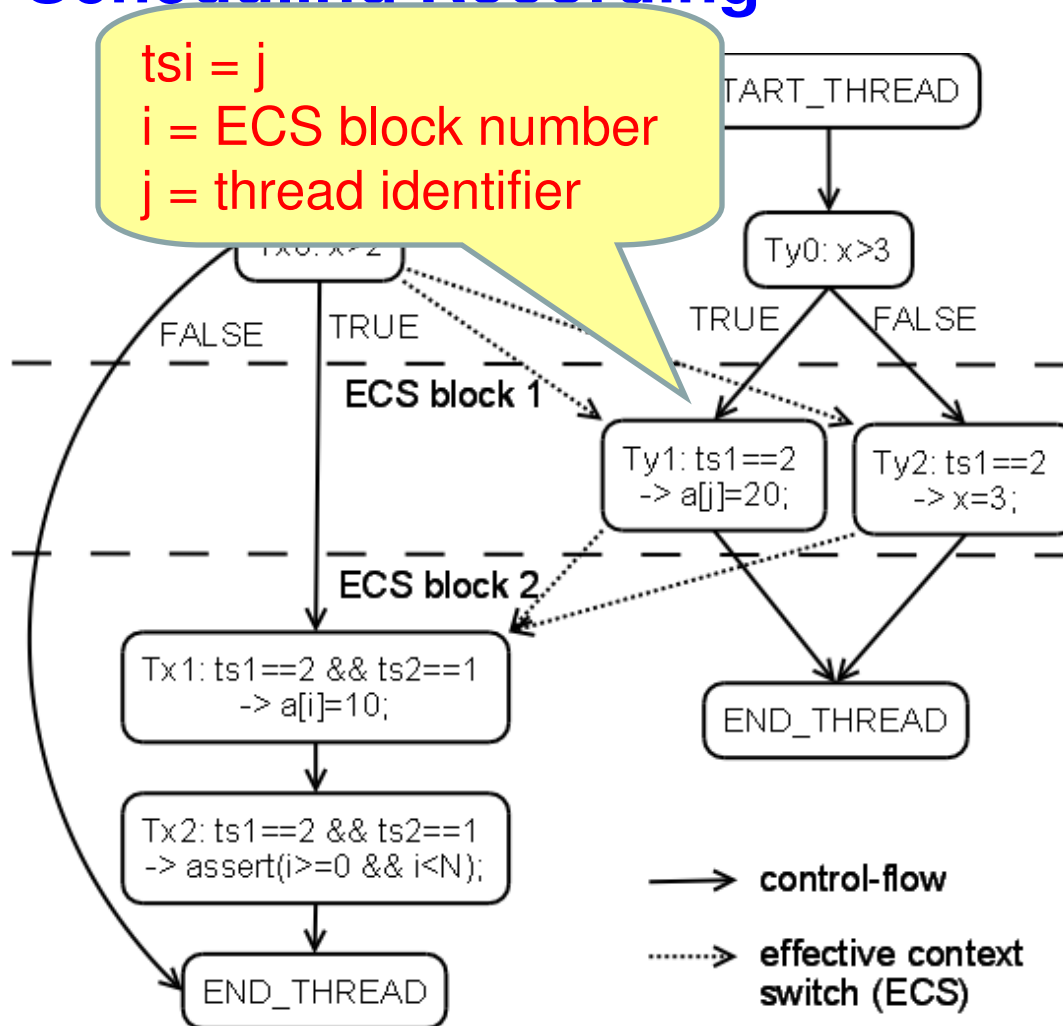 Scheduling Recording
tsi = j
i = ECS block number
j = thread identifier
TART_THREAD
Ty0: x>3
FALSE
TRUE
TRUE
FALSE
ECS block 1
Ty1: ts1==2
-> a[j]=20;
Ty2: ts1==2
-> x=3;
ECS block 2
Tx1: ts1==2 && ts2==1
-> a[i]=10;
END_THREAD
Tx2: ts1==2 && ts2==1
-> assert(i>=0 && i<N);
control-flow
effective context
switch (ECS)
END_THREAD